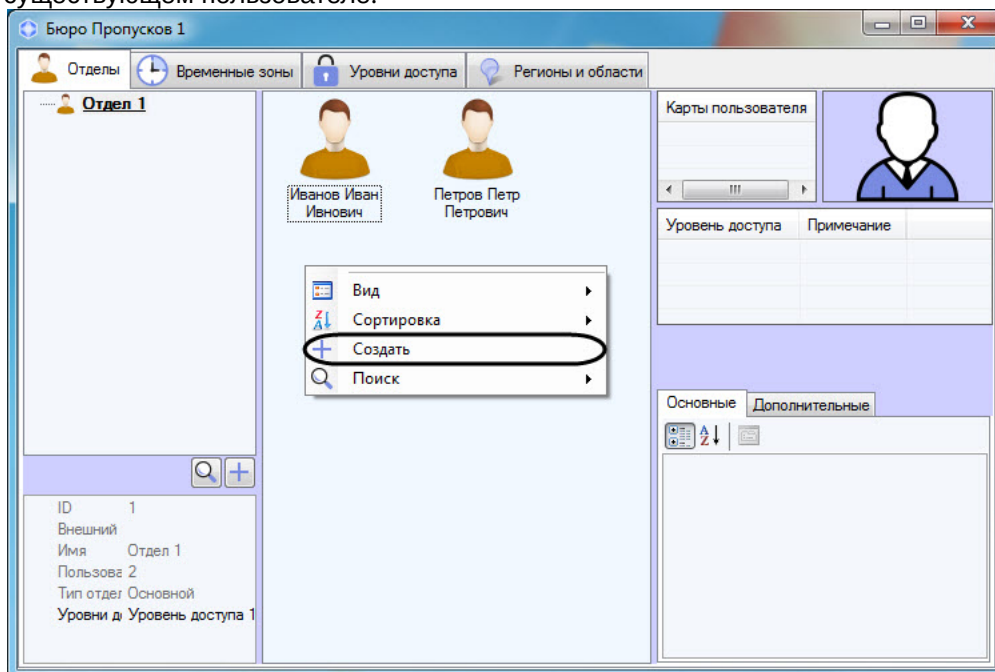 существующем пользователе.
Бюро Пропусков 1
Отделы
Временные зоны
Уровни доступа
Регионы и области
Отдел 1
Иванов Иван
Ивнович
Петров Петр
Петрович
Карты пользователя
Уровень доступа
Примечание
Вид
Сортировка
Создать
Поиск
Основные
Дополнительные
ID 1
Внешний
Имя Отдел 1
Пользова 2
Тип отдел Основной
Уровни д Уровень доступа 1